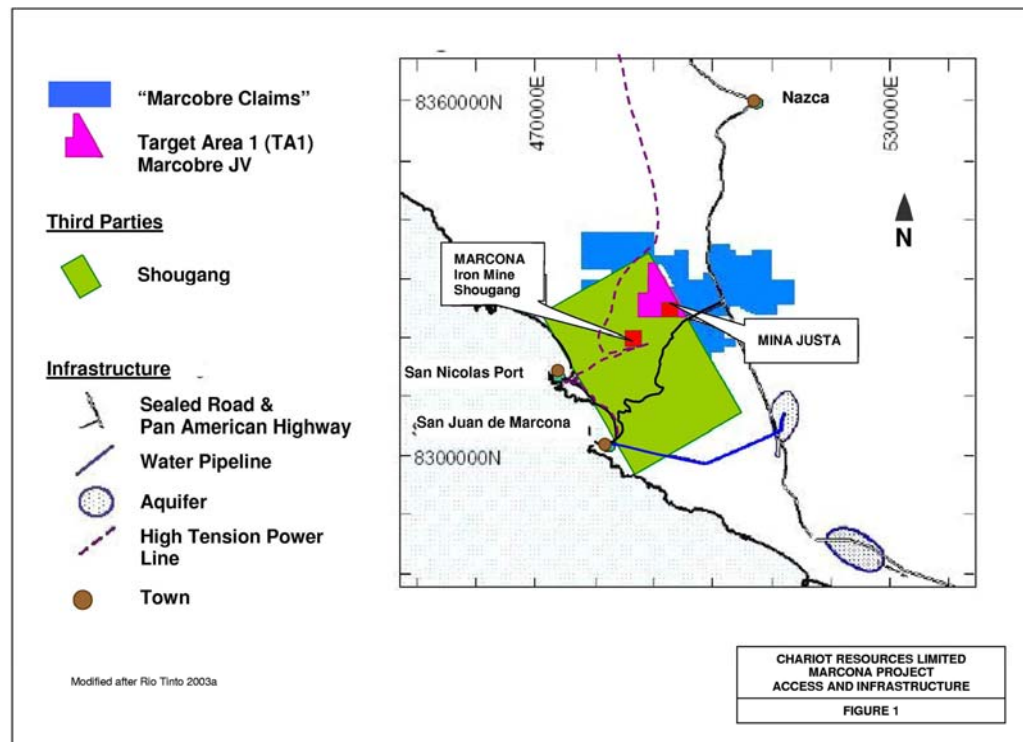 "Marcobre Claims"
Target Area 1 (TA1)
Marcobre JV
Third Parties
Shougang
Infrastructure
Sealed Road &
Pan American Highway
Water Pipeline
Aquifer
High Tension Power
Line
Town
Modified after Rio Tinto 2003a
8360000N
470000E
530000E
Nazca
N
MARCONA
Iron Mine
Shougang
MINA JUSTA
San Nicolas Port
San Juan de Marcona
8300000N
CHARIOT RESOURCES LIMITED
MARCONA PROJECT
ACCESS AND INFRASTRUCTURE
FIGURE 1